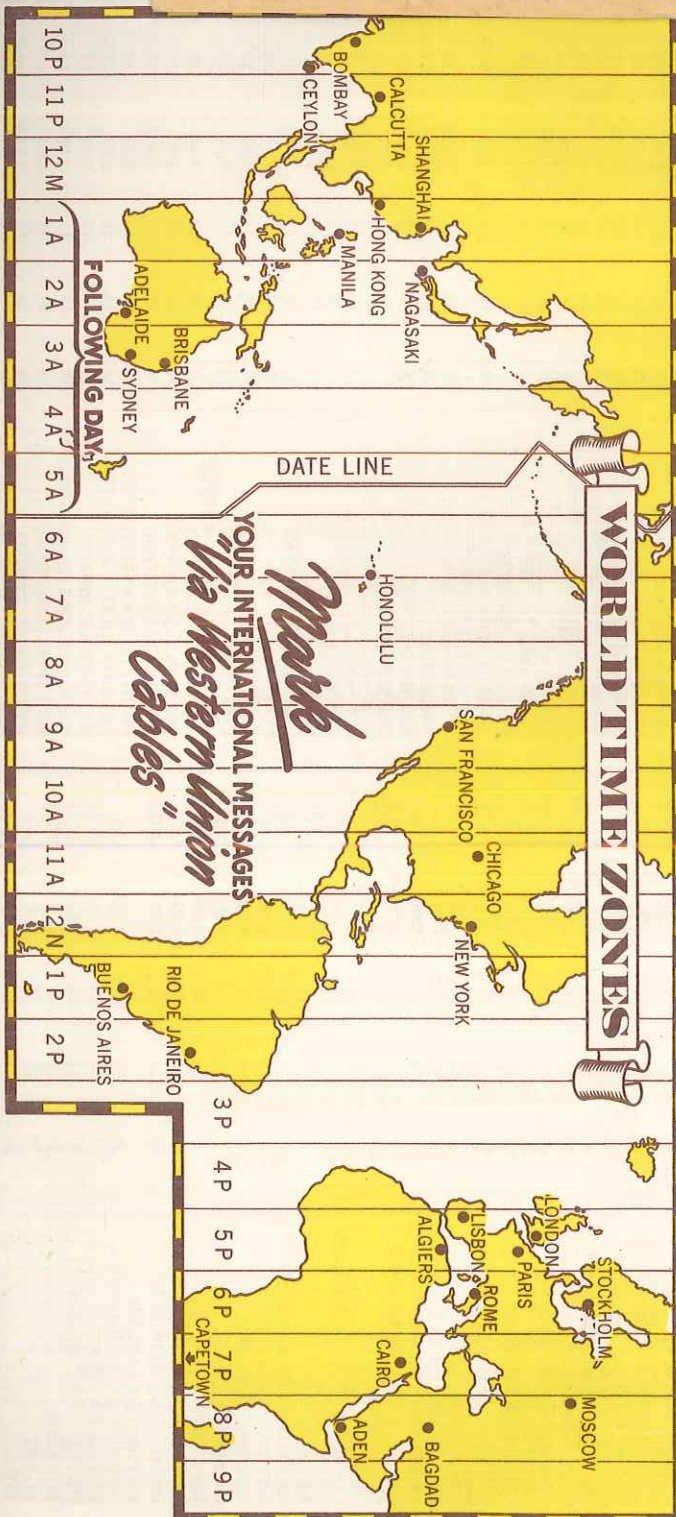 WORLD TIME ZONES
STOCKHOLM
MOSCOW
LONDON
PARIS
LISBON
ROME
ALGIERS
BAGDAD
CAIRO
ADEN
CAPETOWN
SHANGHAI
NAGASAKI
CALCUTTA
HONG KONG
BOMBAY
MANILA
CEYLON
CHICAGO
NEW YORK
SAN FRANCISCO
HONOLULU
DATE LINE
Mark
YOUR INTERNATIONAL MESSAGES
"Via Western Union
Cables"
RIO DE JANEIRO
BRISBANE
ADELAIDE
SYDNEY
BUENOS AIRES
FOLLOWING DAY
10 P 11 P 12 M 1 A 2 A 3 A 4 A 5 A 6 A 7 A 8 A 9 A 10 A 11 A 12 N 1 P 2 P
3 P 4 P 5 P 6 P 7 P 8 P 9 P